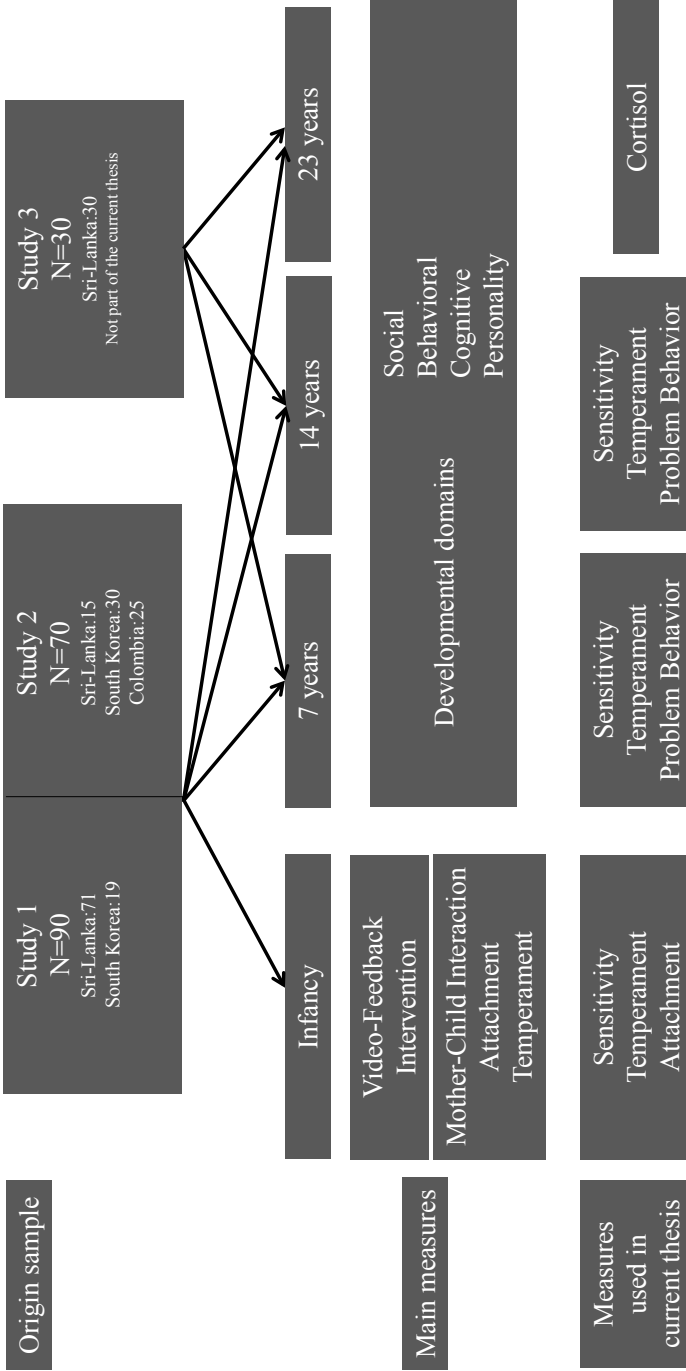 Origin sample
Study 1
N=90
Sri-Lanka:71
South Korea:19
Study 2
N=70
Sri-Lanka:15
South Korea:30
Colombia:25
Study 3
N=30
Sri-Lanka:30
Not part of the current thesis
Infancy
7 years
14 years
23 years
Main measures
Video-Feedback
Intervention
Mother-Child Interaction
Attachment
Temperament
Developmental domains
Social
Behavioral
Cognitive
Personality
Measures
used in
current thesis
Sensitivity
Temperament
Attachment
Sensitivity
Temperament
Problem Behavior
Sensitivity
Temperament
Problem Behavior
Cortisol